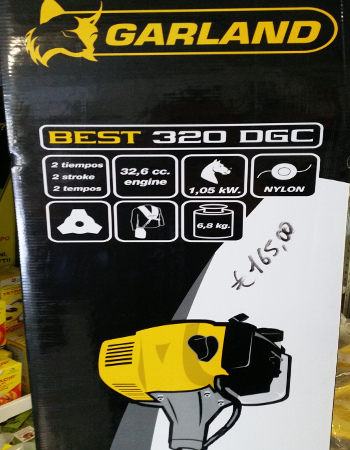 GARLAND
BEST 320 DGC
2 tiempos
2 stroke
2 tempos
32,6 cc.
engine
1,05 kW.
NYLON
6,8 kg.
€ 165,00